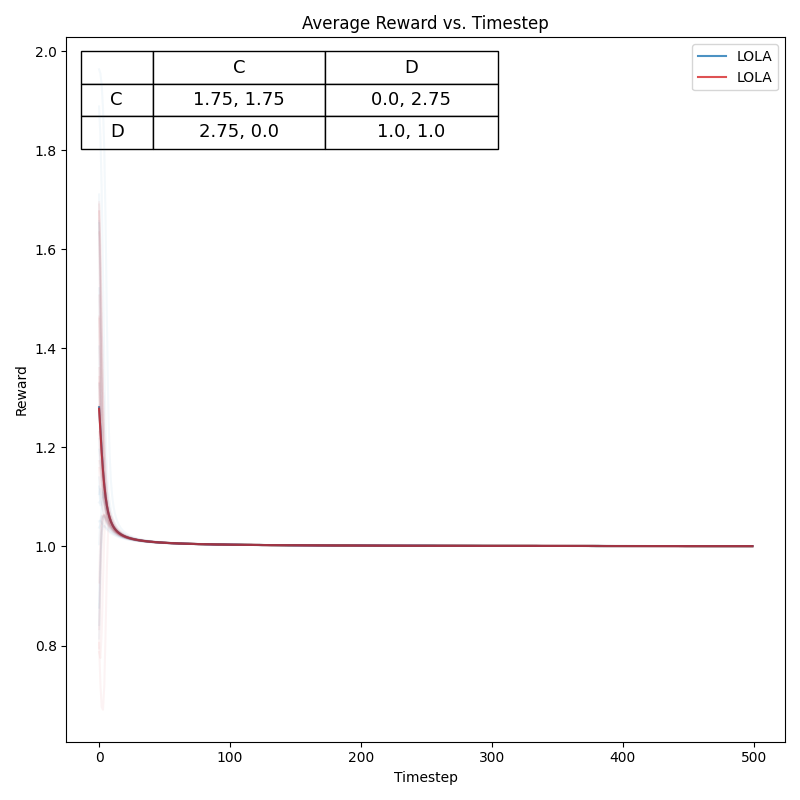 Average Reward vs. Timestep
C D
C 1.75, 1.75 0.0, 2.75
D 2.75, 0.0 1.0, 1.0
LOLA
LOLA
2.0
1.8
1.6
1.4
1.2
1.0
0.8
Reward
0 100 200 300 400 500
Timestep